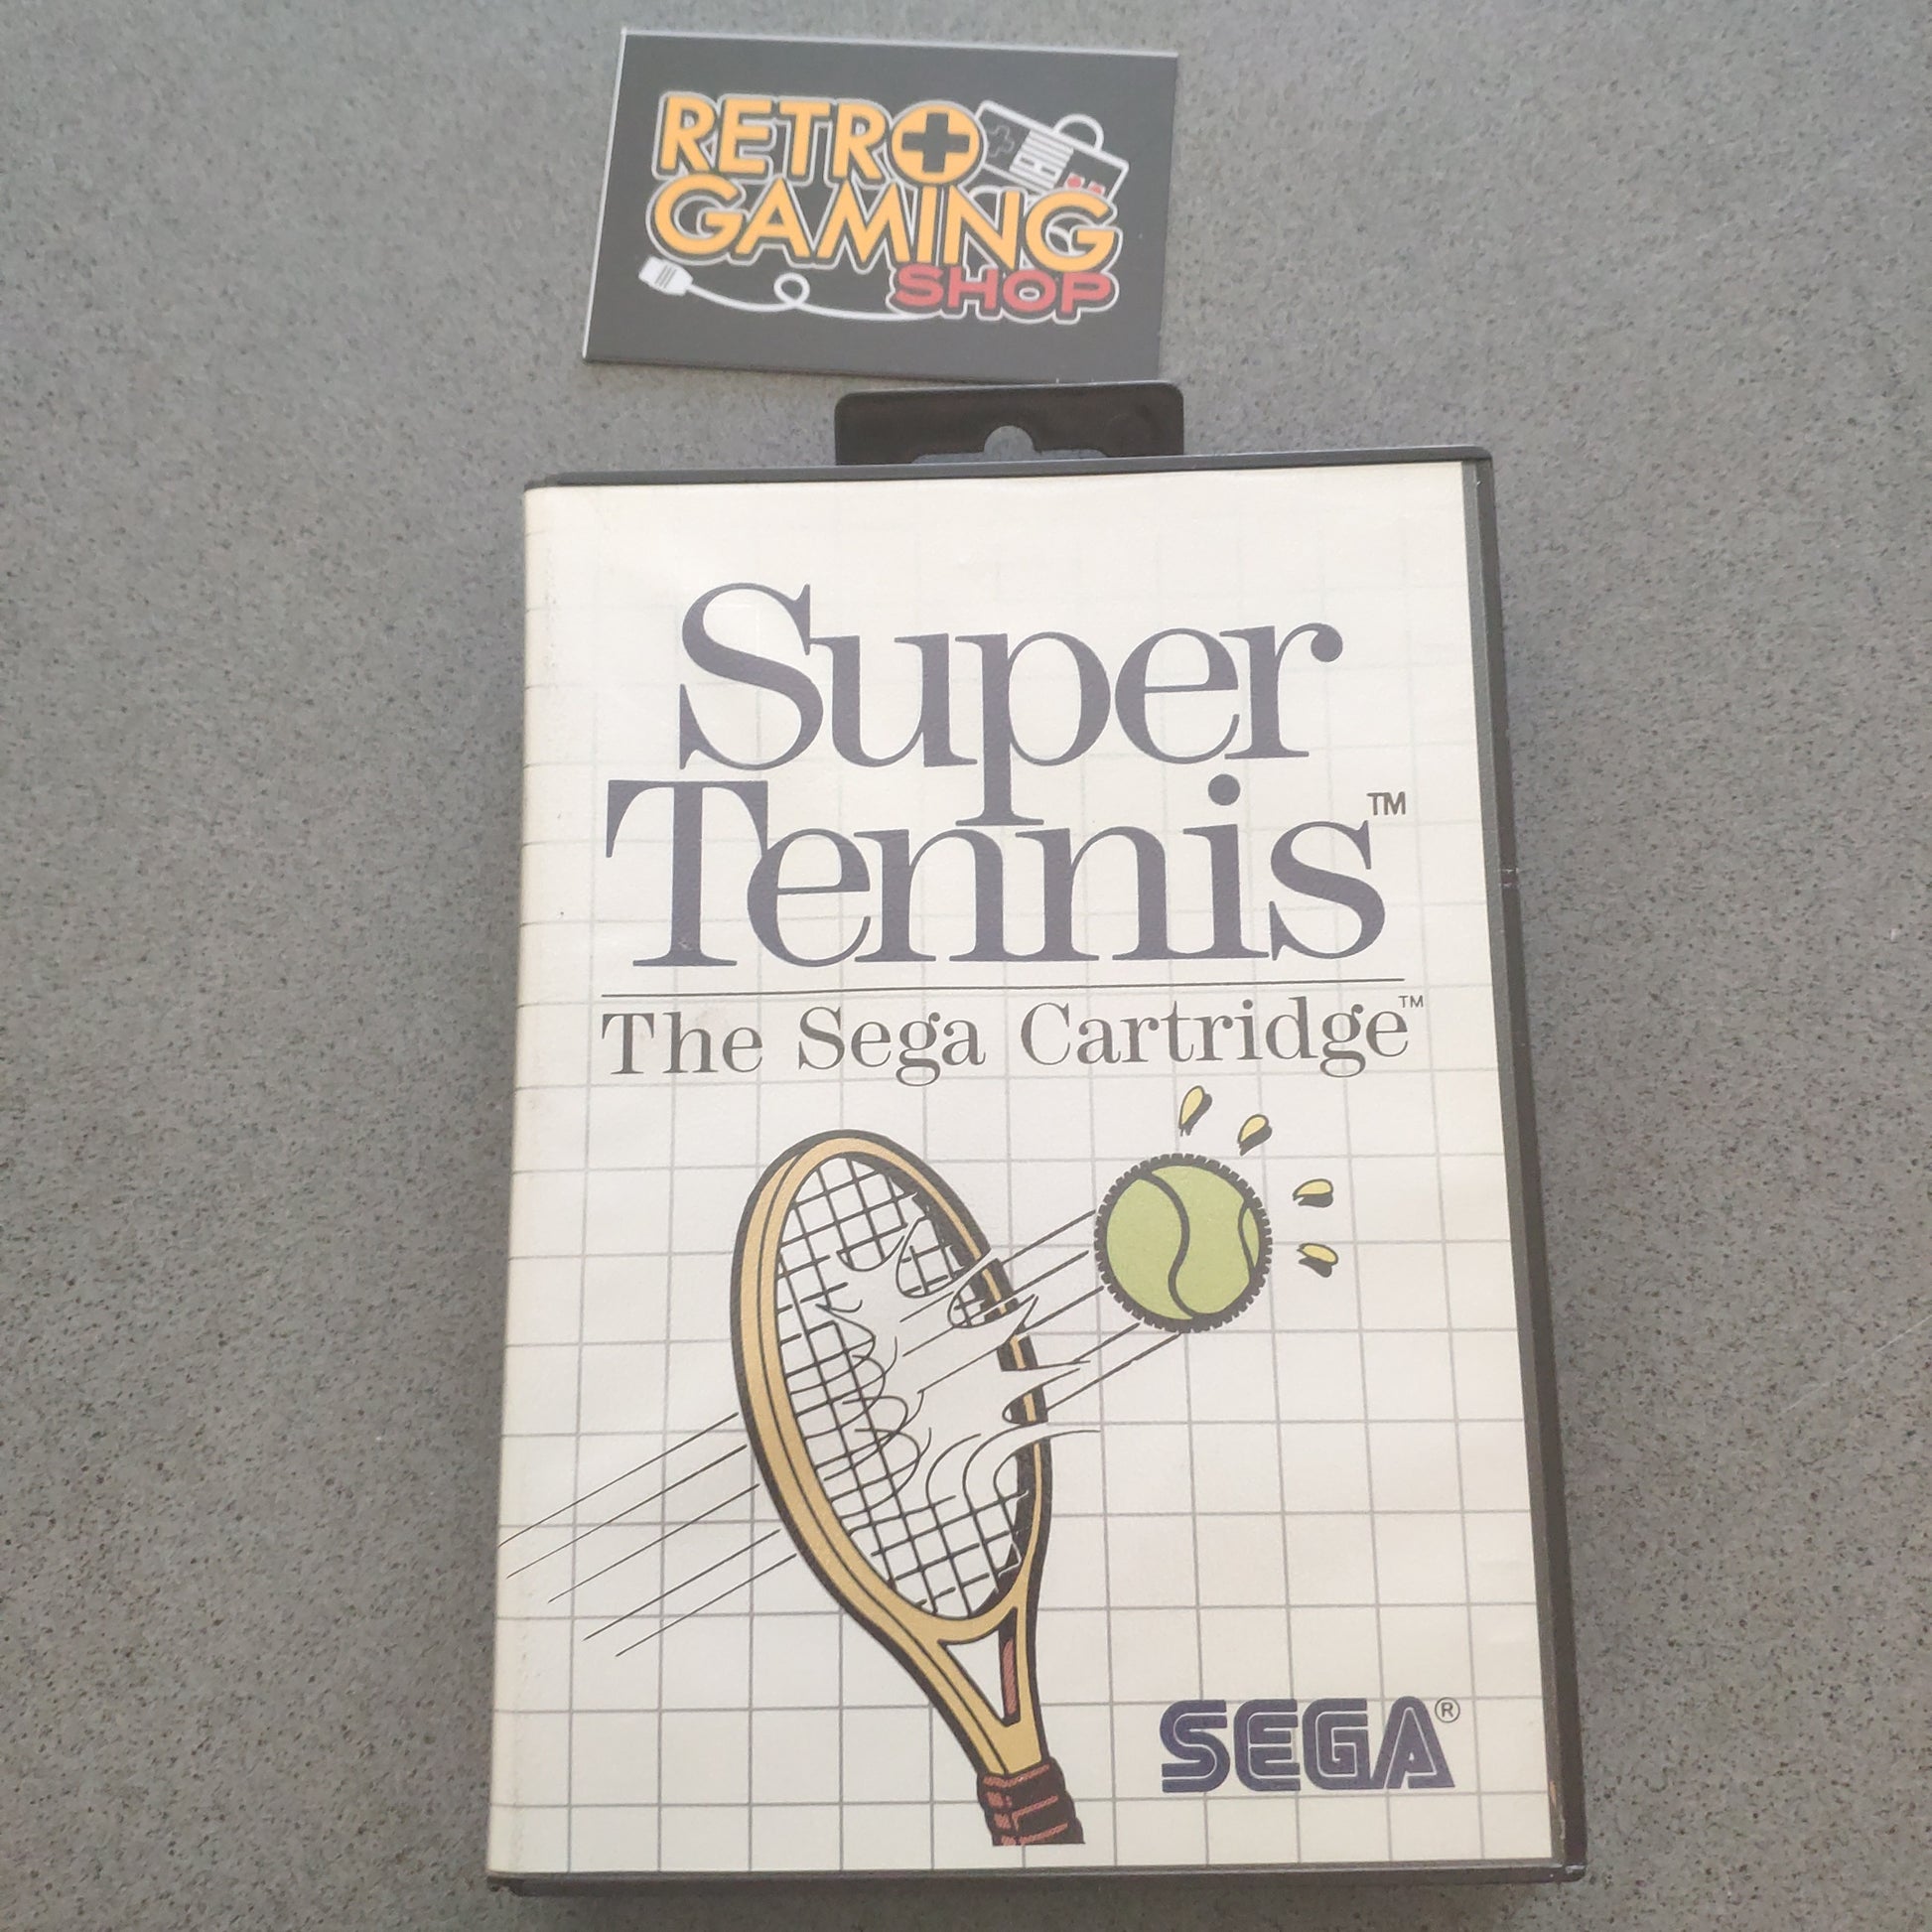 RETRO
GAMING
SHOP
Super
Tennis™
The Sega Cartridge™
SEGA®